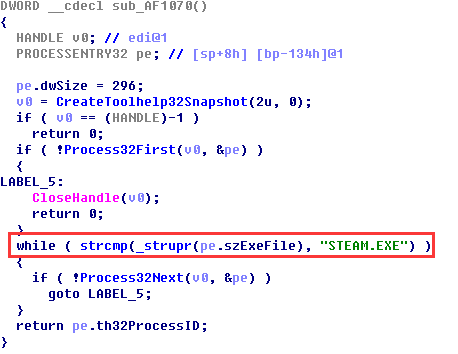 DWORD __cdecl sub_AF1070()
{
HANDLE v0; // edi@1
PROCESSENTRY32 pe; // [sp+8h] [bp-134h]@1
pe.dwSize = 296;
v0 = CreateToolhelp32Snapshot(2u, 0);
if ( v0 == (HANDLE)-1 )
return 0;
if ( !Process32First(v0, &pe) )
{
LABEL_5:
CloseHandle(v0);
return 0;
}
while ( strcmp(_strupr(pe.szExeFile), "STEAM.EXE") )
{
if ( !Process32Next(v0, &pe) )
goto LABEL_5;
}
return pe.th32ProcessID;
}